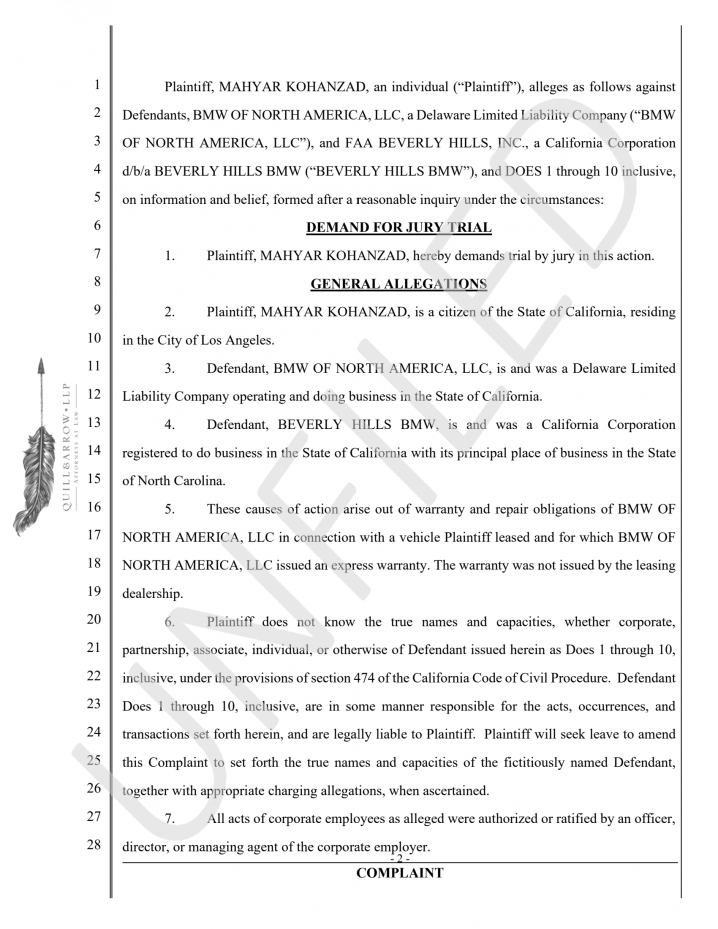 1 Plaintiff, MAHYAR KOHANZAD, an individual (“Plaintiff”), alleges as follows against
2 Defendants, BMW OF NORTH AMERICA, LLC, a Delaware Limited Liability Company (“BMW
3 OF NORTH AMERICA, LLC”), and FAA BEVERLY HILLS, INC., a California Corporation
4 d/b/a BEVERLY HILLS BMW (“BEVERLY HILLS BMW”), and DOES 1 through 10 inclusive,
5 on information and belief, formed after a reasonable inquiry under the circumstances:
6 DEMAND FOR JURY TRIAL
7 1. Plaintiff, MAHYAR KOHANZAD, hereby demands trial by jury in this action.
8 GENERAL ALLEGATIONS
9 2. Plaintiff, MAHYAR KOHANZAD, is a citizen of the State of California, residing
10 in the City of Los Angeles.
11 3. Defendant, BMW OF NORTH AMERICA, LLC, is and was a Delaware Limited
12 Liability Company operating and doing business in the State of California.
13 4. Defendant, BEVERLY HILLS BMW, is and was a California Corporation
14 registered to do business in the State of California with its principal place of business in the State
15 of North Carolina.
16 5. These causes of action arise out of warranty and repair obligations of BMW OF
17 NORTH AMERICA, LLC in connection with a vehicle Plaintiff leased and for which BMW OF
18 NORTH AMERICA, LLC issued an express warranty. The warranty was not issued by the leasing
19 dealership.
20 6. Plaintiff does not know the true names and capacities, whether corporate,
21 partnership, associate, individual, or otherwise of Defendant issued herein as Does 1 through 10,
22 inclusive, under the provisions of section 474 of the California Code of Civil Procedure. Defendant
23 Does 1 through 10, inclusive, are in some manner responsible for the acts, occurrences, and
24 transactions set forth herein, and are legally liable to Plaintiff. Plaintiff will seek leave to amend
25 this Complaint to set forth the true names and capacities of the fictitiously named Defendant,
26 together with appropriate charging allegations, when ascertained.
27 7. All acts of corporate employees as alleged were authorized or ratified by an officer,
28 director, or managing agent of the corporate employer.
- 2 -
COMPLAINT
QUILL&ARROW•LLP
ATTORNEYS AT LAW
UNFILED